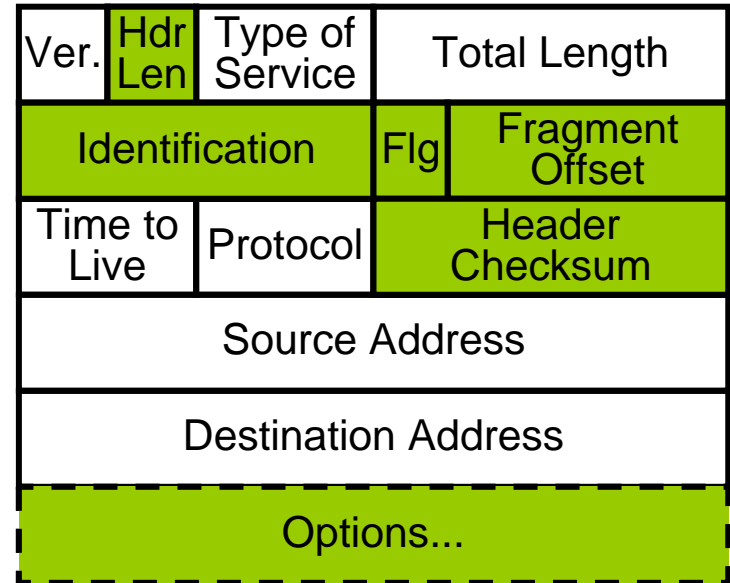 Ver.
Hdr
Len
Type of
Service
Total Length
Identification
Flg
Fragment
Offset
Time to
Live
Protocol
Header
Checksum
Source Address
Destination Address
Options...